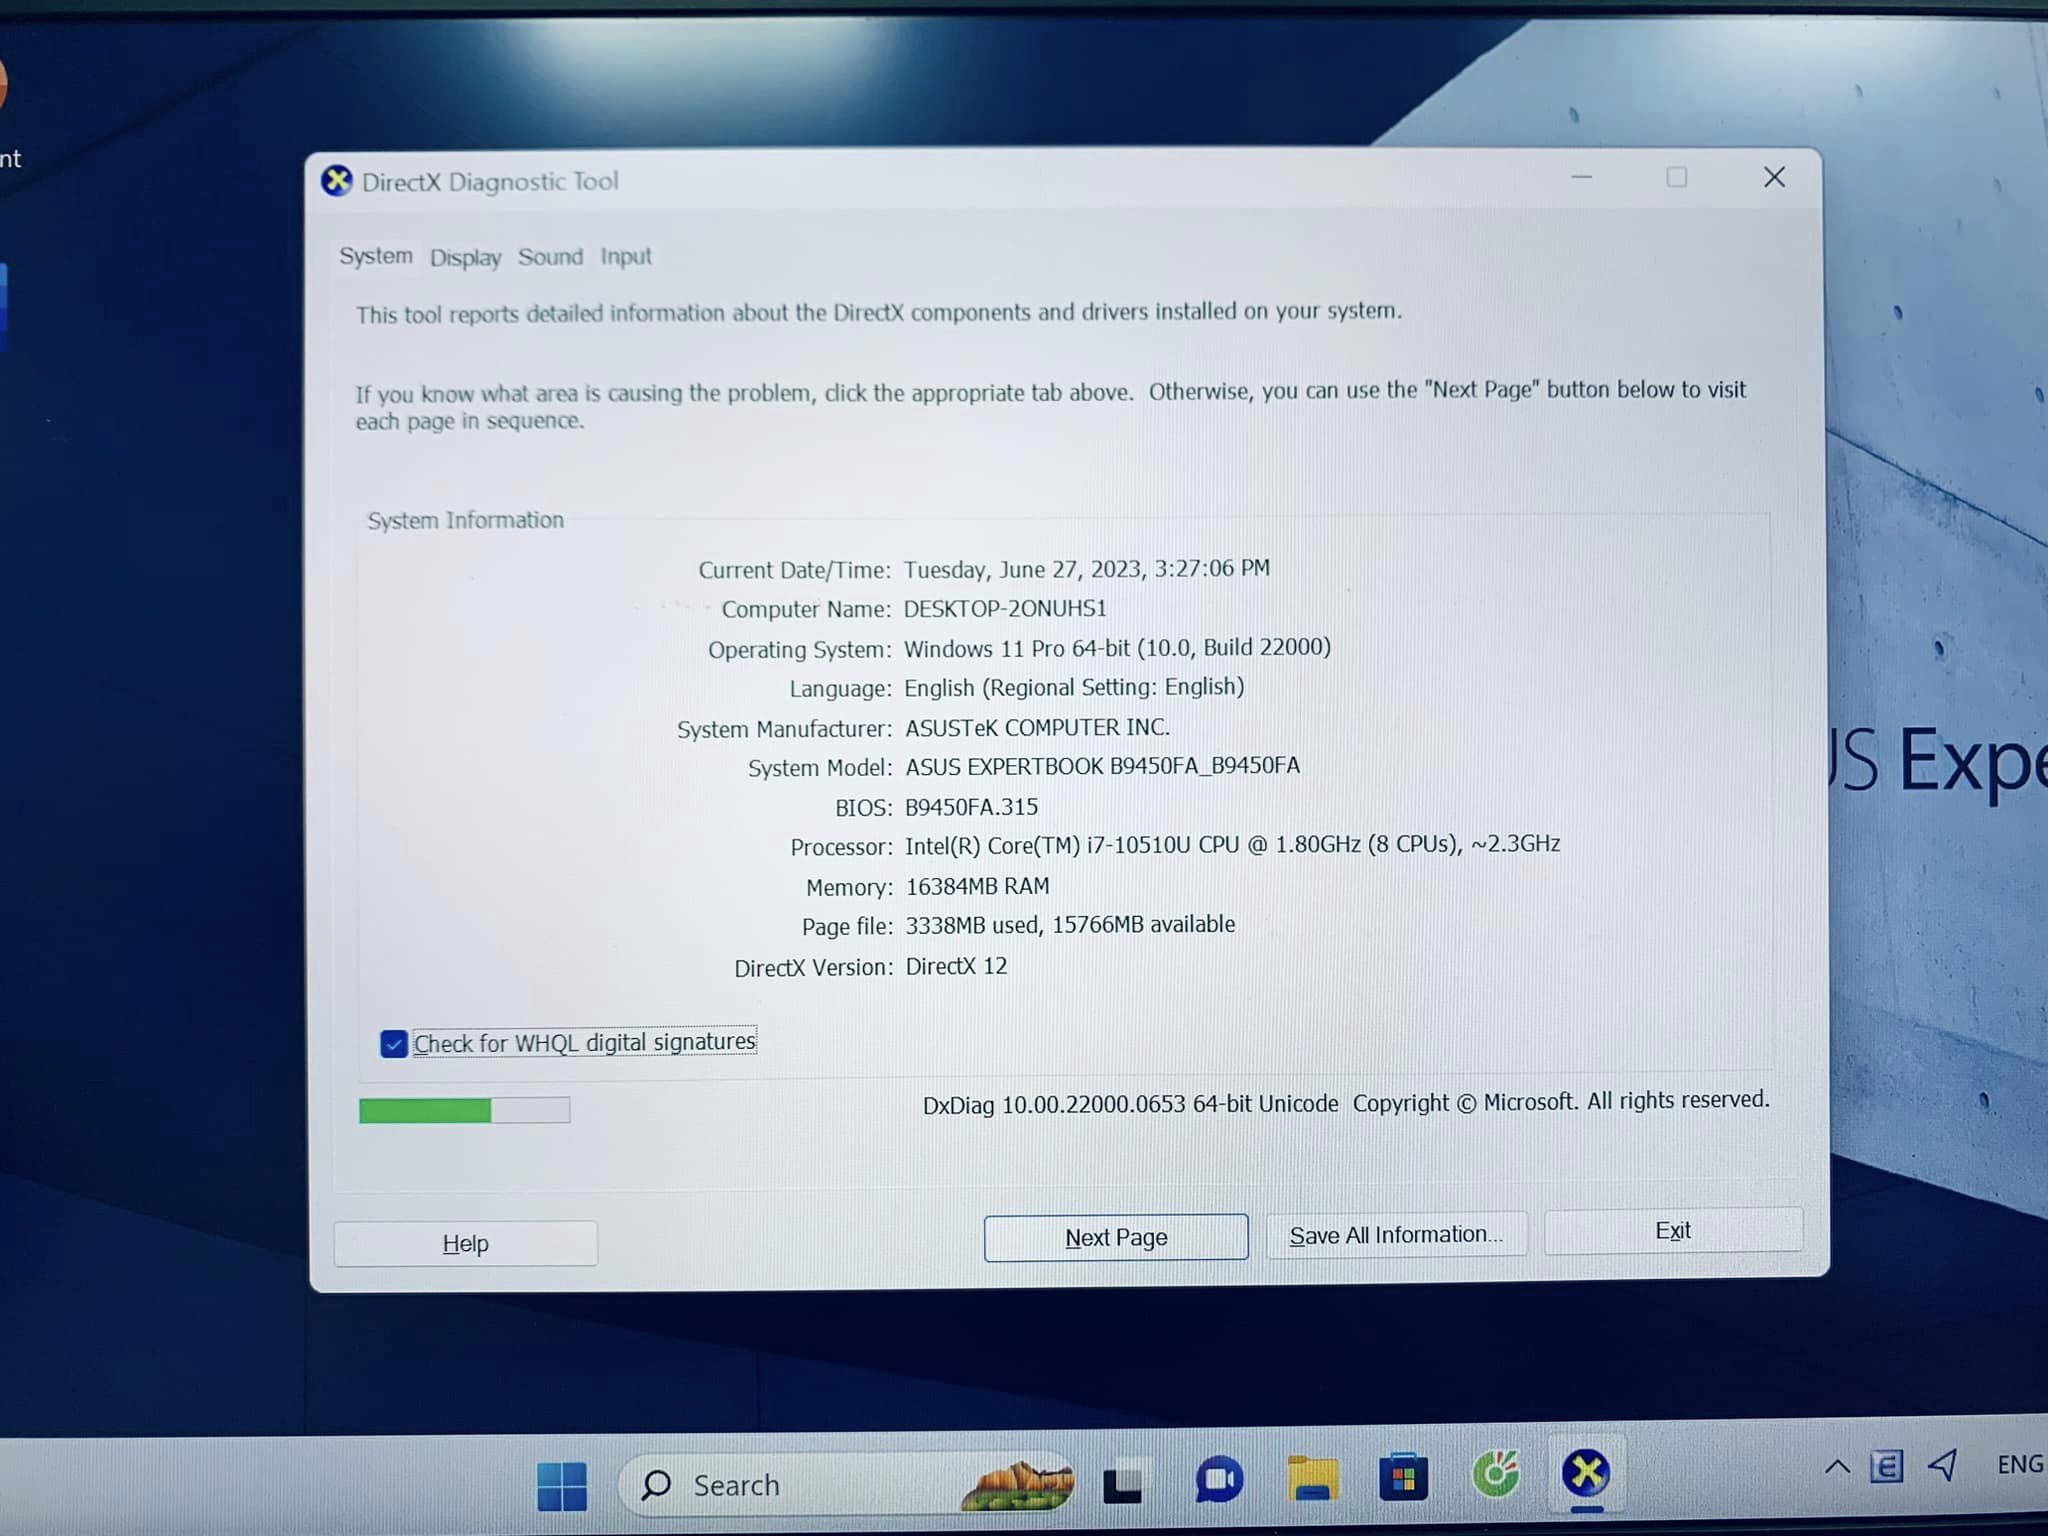 nt
DirectX Diagnostic Tool
System Display Sound Input
This tool reports detailed information about the DirectX components and drivers installed on your system.
If you know what area is causing the problem, click the appropriate tab above. Otherwise, you can use the "Next Page" button below to visit
each page in sequence.
System Information
Current Date/Time: Tuesday, June 27, 2023, 3:27:06 PM
Computer Name: DESKTOP-2ONUHS1
Operating System: Windows 11 Pro 64-bit (10.0, Build 22000)
Language: English (Regional Setting: English)
System Manufacturer: ASUSTeK COMPUTER INC.
System Model: ASUS EXPERTBOOK B9450FA_B9450FA
BIOS: B9450FA.315
Processor: Intel(R) Core(TM) i7-10510U CPU @ 1.80GHz (8 CPUs), ~2.3GHz
Memory: 16384MB RAM
Page file: 3338MB used, 15766MB available
DirectX Version: DirectX 12
US Expe
Check for WHQL digital signatures
DxDiag 10.00.22000.0653 64-bit Unicode Copyright © Microsoft. All rights reserved.
Help
Next Page
Save All Information...
Exit
Search
E
ENG